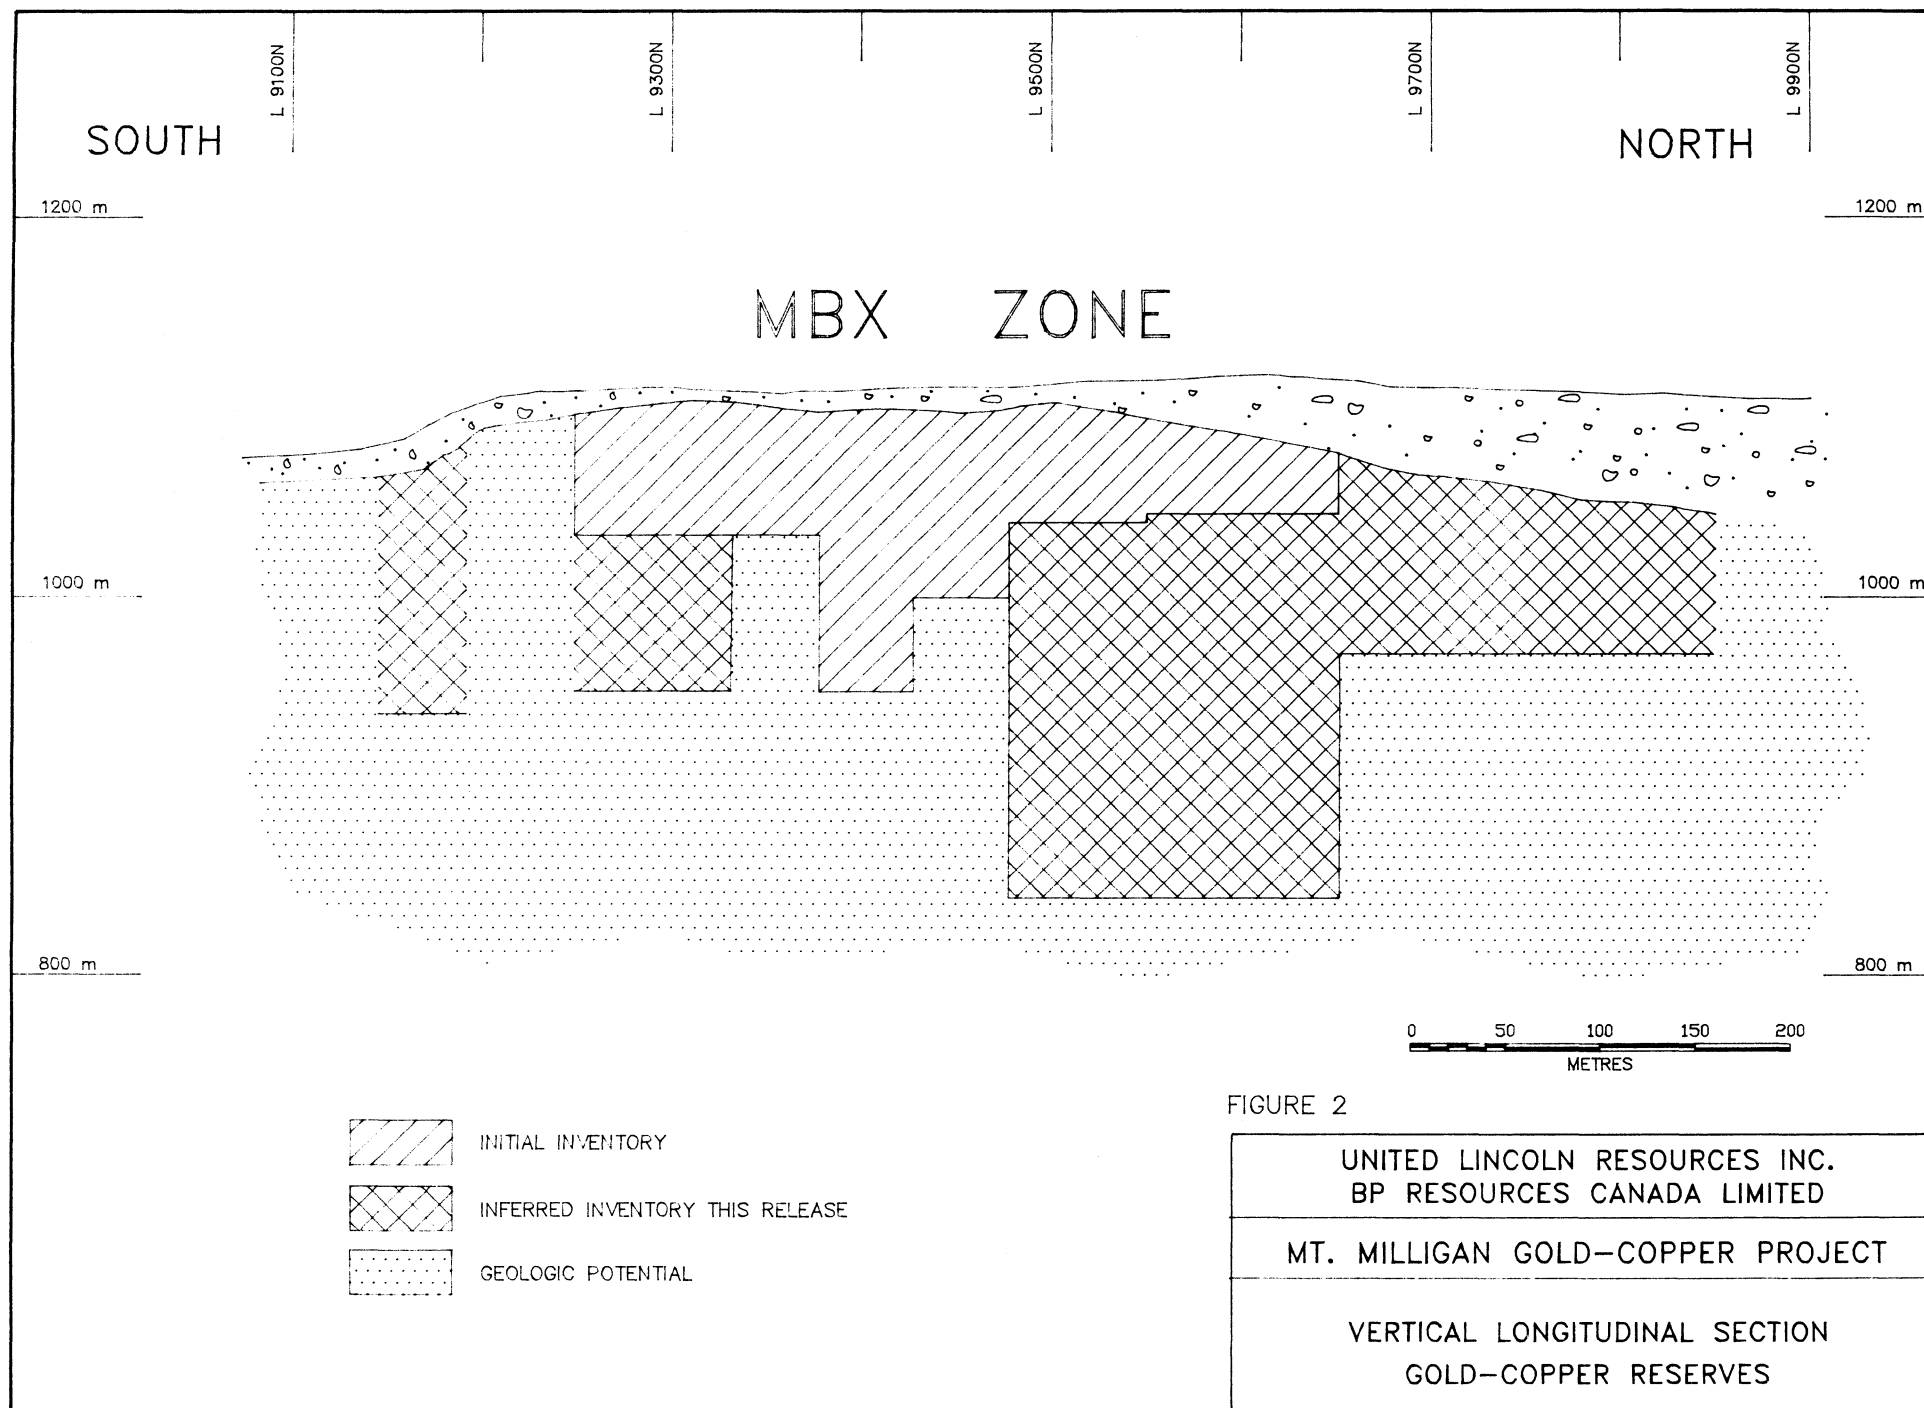 L 9100N
L 9300N
L 9500N
L 9700N
L 9900N
SOUTH
NORTH
1200 m
1200 m
MBX ZONE
1000 m
1000 m
800 m
800 m
0 50 100 150 200
METRES
FIGURE 2
INITIAL INVENTORY
INFERRED INVENTORY THIS RELEASE
GEOLOGIC POTENTIAL
UNITED LINCOLN RESOURCES INC.
BP RESOURCES CANADA LIMITED
MT. MILLIGAN GOLD-COPPER PROJECT
VERTICAL LONGITUDINAL SECTION
GOLD-COPPER RESERVES